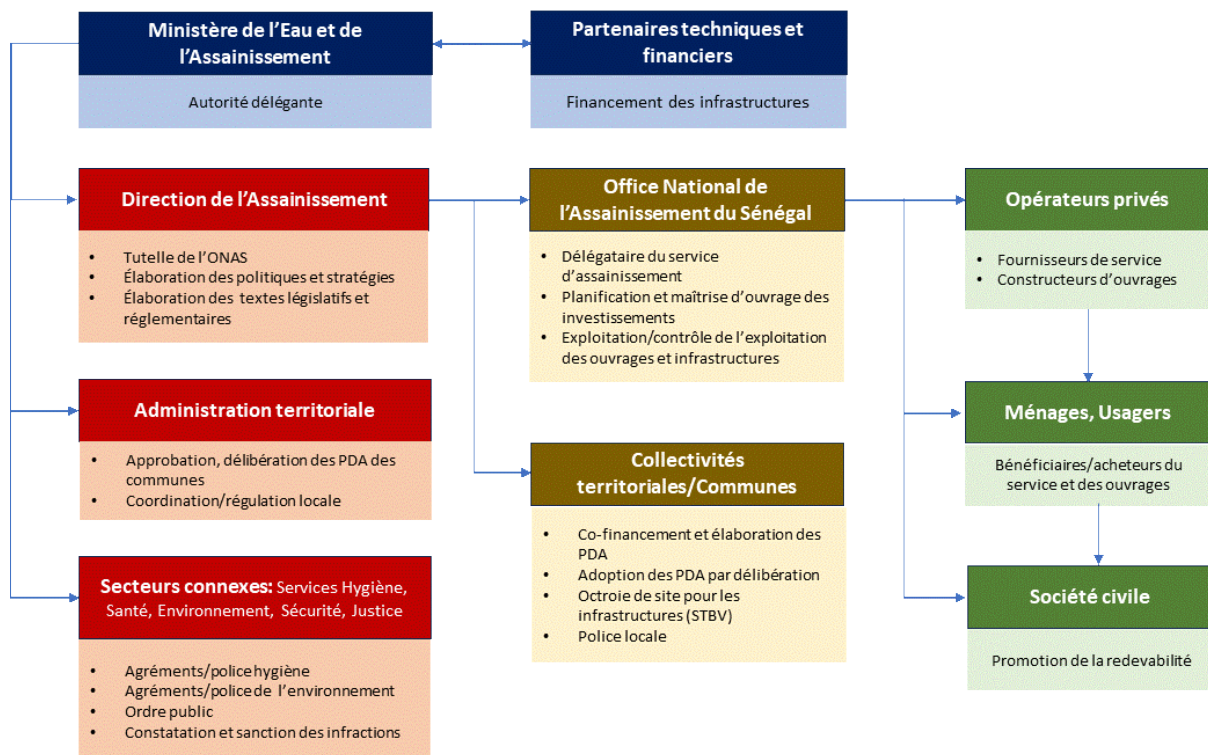 Ministère de l'Eau et de
l'Assainissement
Autorité délégante
Partenaires techniques et
financiers
Financement des infrastructures
Direction de l'Assainissement
• Tutelle de l'ONAS
• Élaboration des politiques et stratégies
• Élaboration des textes législatifs et
réglementaires
Office National de
l'Assainissement du Sénégal
• Délégataire du service
d'assainissement
• Planification et maîtrise d'ouvrage des
investissements
• Exploitation/contrôle de l'exploitation
des ouvrages et infrastructures
Opérateurs privés
• Fournisseurs de service
• Constructeurs d'ouvrages
Administration territoriale
• Approbation, délibération des PDA des
communes
• Coordination/régulation locale
Collectivités
territoriales/Communes
• Co-financement et élaboration des
PDA
• Adoption des PDA par délibération
• Octroie de site pour les
infrastructures (STBV)
• Police locale
Ménages, Usagers
Bénéficiaires/acheteurs du
service et des ouvrages
Secteurs connexes: Services Hygiène,
Santé, Environnement, Sécurité, Justice
• Agréments/police hygiène
• Agréments/police de l'environnement
• Ordre public
• Constatation et sanction des infractions
Société civile
Promotion de la redevabilité